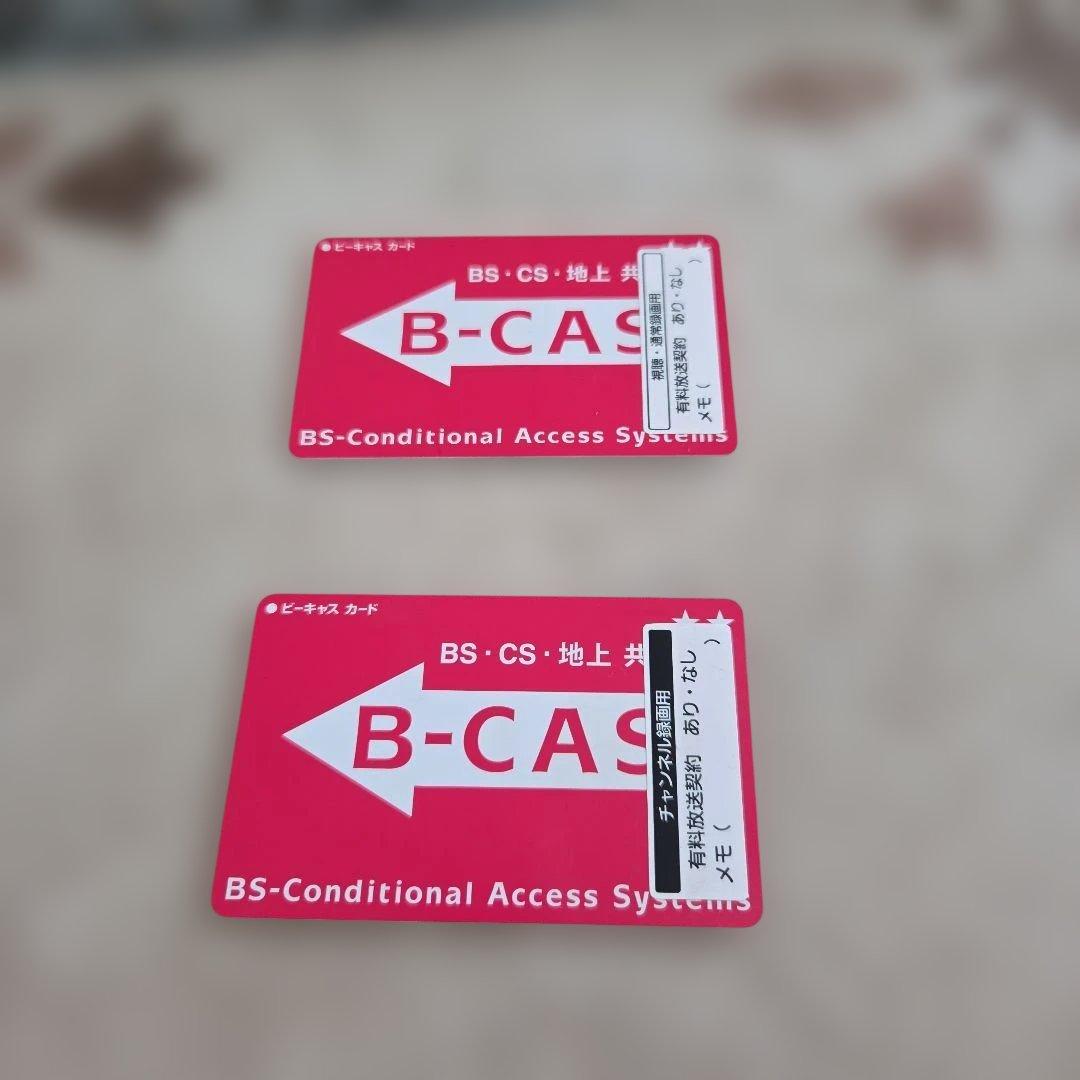 ビーキャス カード
BS・CS・地上 共
B-CAS
BS-Conditional Access Systems
視聴・通常録画用
有料放送契約 あり・なし
メモ( )
ビーキャス カード
BS・CS・地上 共
B-CAS
BS-Conditional Access Systems
チャンネル録画用
有料放送契約 あり・なし
メモ( )